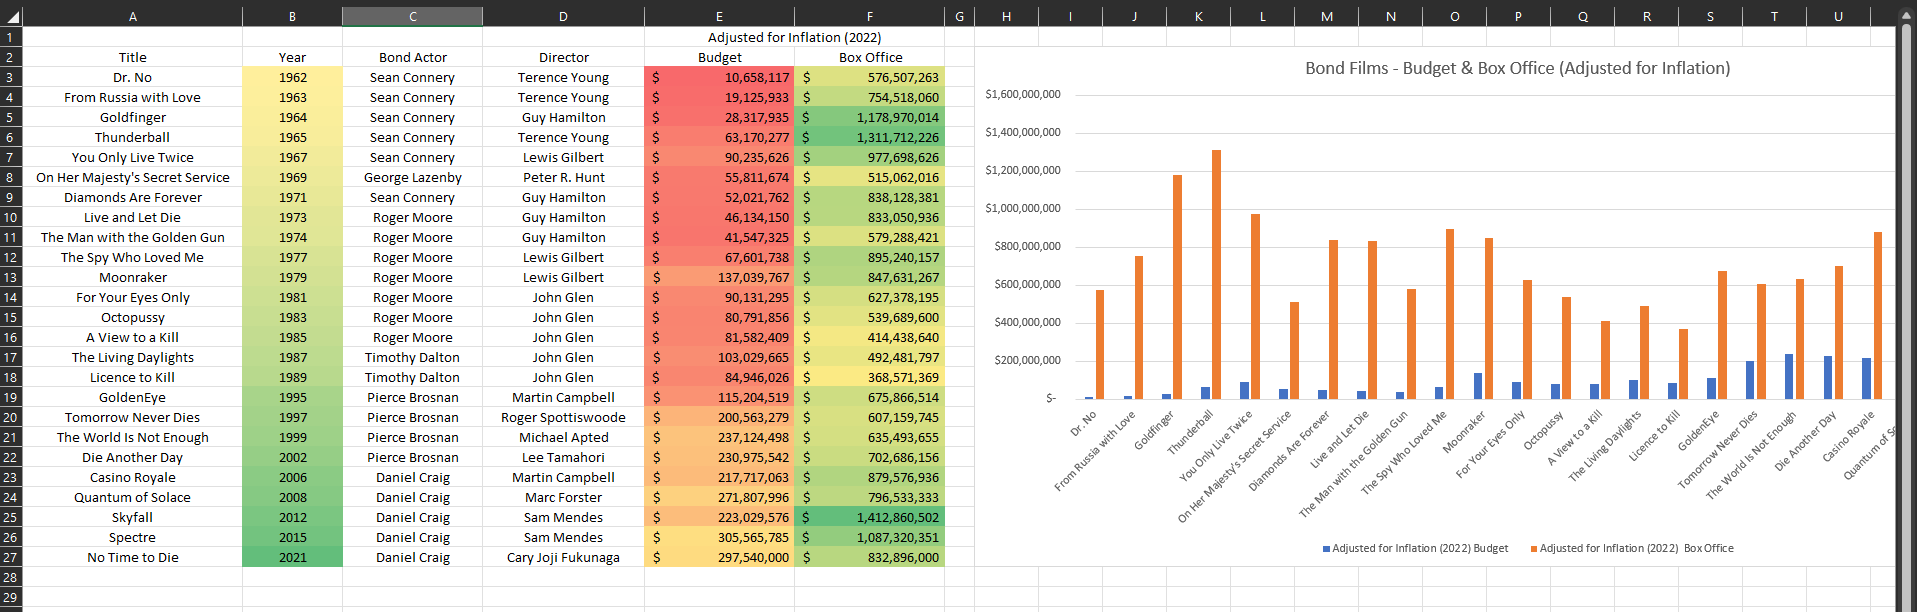 A B C D E F G H I J K L M N O P Q R S T U
1 Adjusted for Inflation (2022)
2 Title Year Bond Actor Director Budget Box Office
3 Dr. No 1962 Sean Connery Terence Young $ 10,658,117 $ 576,507,263
4 From Russia with Love 1963 Sean Connery Terence Young $ 19,125,933 $ 754,518,060
5 Goldfinger 1964 Sean Connery Guy Hamilton $ 28,317,935 $ 1,178,970,014
6 Thunderball 1965 Sean Connery Terence Young $ 63,170,277 $ 1,311,712,226
7 You Only Live Twice 1967 Sean Connery Lewis Gilbert $ 90,235,626 $ 977,698,626
8 On Her Majesty's Secret Service 1969 George Lazenby Peter R. Hunt $ 55,811,674 $ 515,062,016
9 Diamonds Are Forever 1971 Sean Connery Guy Hamilton $ 52,021,762 $ 838,128,381
10 Live and Let Die 1973 Roger Moore Guy Hamilton $ 46,134,150 $ 833,050,936
11 The Man with the Golden Gun 1974 Roger Moore Guy Hamilton $ 41,547,325 $ 579,288,421
12 The Spy Who Loved Me 1977 Roger Moore Lewis Gilbert $ 67,601,738 $ 895,240,157
13 Moonraker 1979 Roger Moore Lewis Gilbert $ 137,039,767 $ 847,631,267
14 For Your Eyes Only 1981 Roger Moore John Glen $ 90,131,295 $ 627,378,195
15 Octopussy 1983 Roger Moore John Glen $ 80,791,856 $ 539,689,600
16 A View to a Kill 1985 Roger Moore John Glen $ 81,582,409 $ 414,438,640
17 The Living Daylights 1987 Timothy Dalton John Glen $ 103,029,665 $ 492,481,797
18 Licence to Kill 1989 Timothy Dalton John Glen $ 84,946,026 $ 368,571,369
19 GoldenEye 1995 Pierce Brosnan Martin Campbell $ 115,204,519 $ 675,866,514
20 Tomorrow Never Dies 1997 Pierce Brosnan Roger Spottiswoode $ 200,563,279 $ 607,159,745
21 The World Is Not Enough 1999 Pierce Brosnan Michael Apted $ 237,124,498 $ 635,493,655
22 Die Another Day 2002 Pierce Brosnan Lee Tamahori $ 230,975,542 $ 702,686,156
23 Casino Royale 2006 Daniel Craig Martin Campbell $ 217,717,063 $ 879,576,936
24 Quantum of Solace 2008 Daniel Craig Marc Forster $ 271,807,996 $ 796,533,333
25 Skyfall 2012 Daniel Craig Sam Mendes $ 223,029,576 $ 1,412,860,502
26 Spectre 2015 Daniel Craig Sam Mendes $ 305,565,785 $ 1,087,320,351
27 No Time to Die 2021 Daniel Craig Cary Joji Fukunaga $ 297,540,000 $ 832,896,000
28
29
Bond Films - Budget & Box Office (Adjusted for Inflation)
$1,600,000,000
$1,400,000,000
$1,200,000,000
$1,000,000,000
$800,000,000
$600,000,000
$400,000,000
$200,000,000
$-
Dr. No
From Russia with Love
Goldfinger
Thunderball
You Only Live Twice
On Her Majesty's Secret Service
Diamonds Are Forever
Live and Let Die
The Man with the Golden Gun
The Spy Who Loved Me
Moonraker
For Your Eyes Only
Octopussy
A View to a Kill
The Living Daylights
Licence to Kill
GoldenEye
Tomorrow Never Dies
The World Is Not Enough
Die Another Day
Casino Royale
Quantum of
Adjusted for Inflation (2022) Budget
Adjusted for Inflation (2022) Box Office